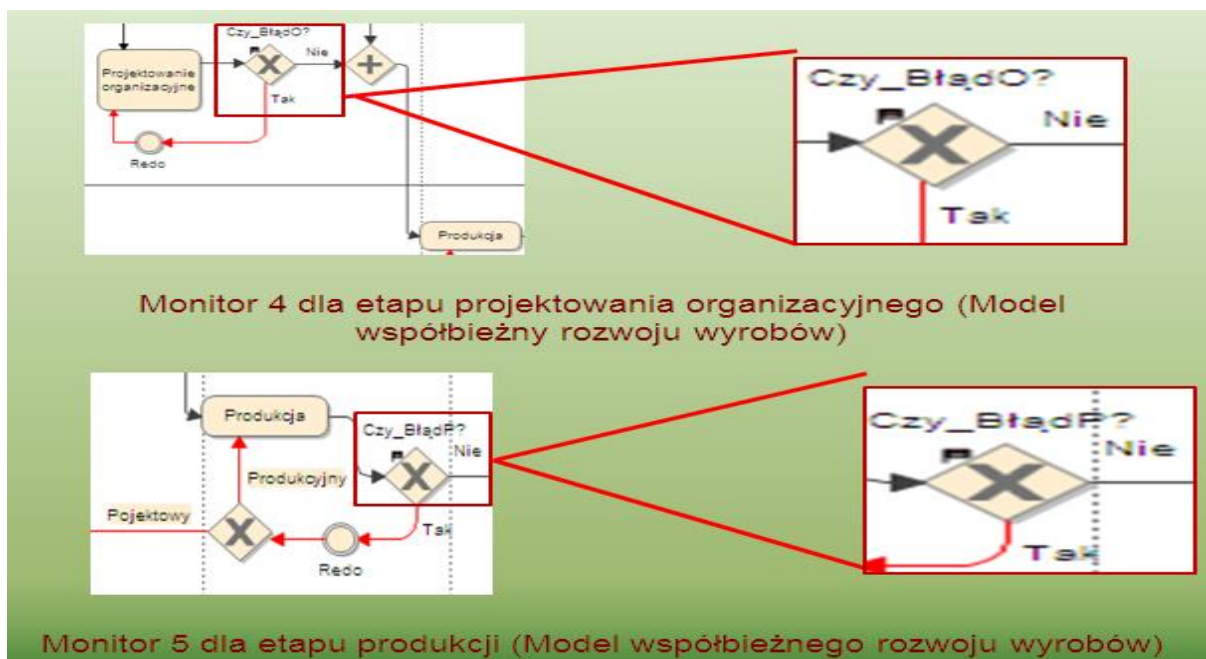 Czy_BłądO?
Nie
Projektowanie
organizacyjne
Tak
Redo
Produkcja
Czy_BłądO?
Nie
Tak
Monitor 4 dla etapu projektowania organizacyjnego (Model
współbieżny rozwoju wyrobów)
Produkcja
Czy_BłądP?
Nie
Produkcyjny
Pojektowy
Tak
Redo
Czy_BłądP?
Nie
Tak
Monitor 5 dla etapu produkcji (Model współbieżnego rozwoju wyrobów)